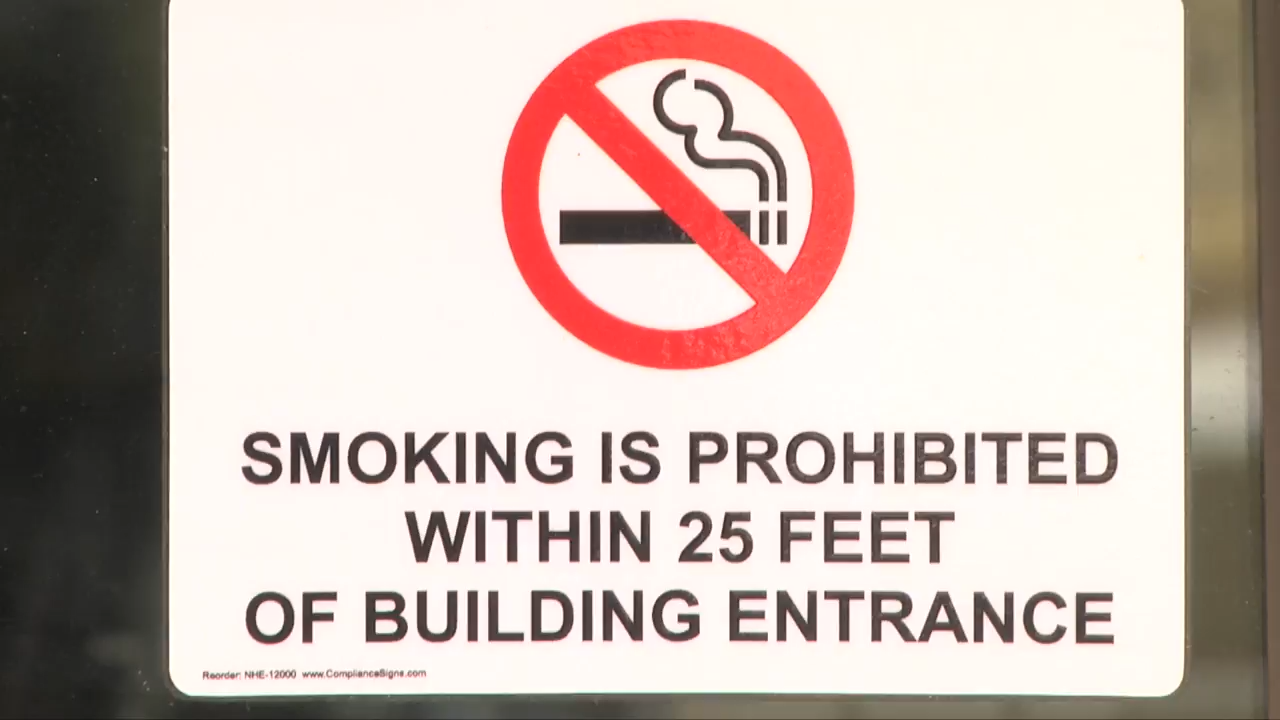 SMOKING IS PROHIBITED
WITHIN 25 FEET
OF BUILDING ENTRANCE
Reorder: NHE-12000 www.ComplianceSigns.com